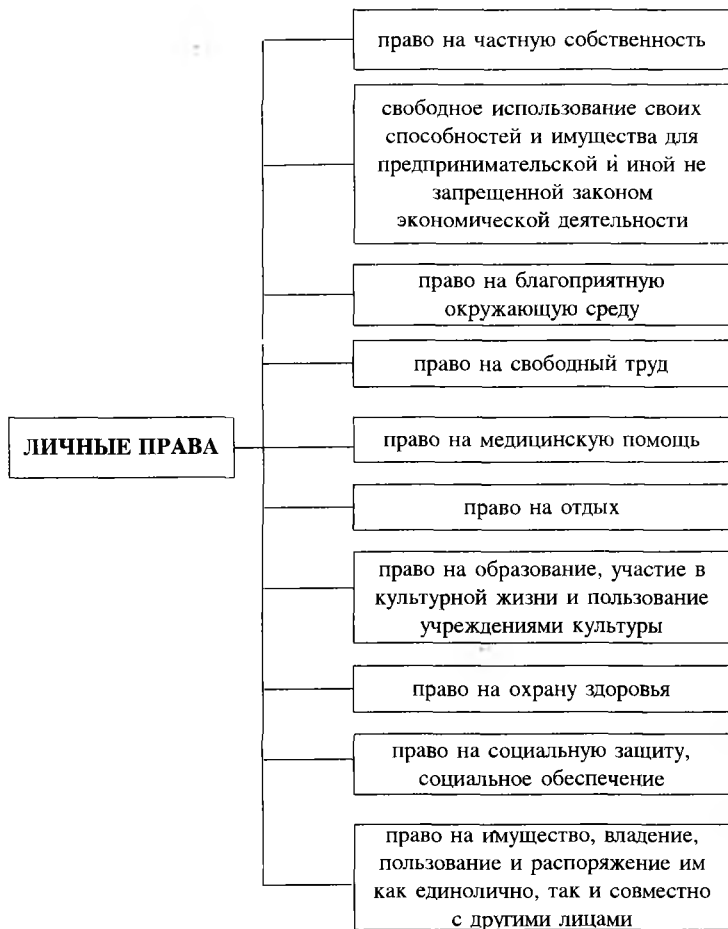 право на частную собственность
свободное использование своих
способностей и имущества для
предпринимательской и иной не
запрещенной законом
экономической деятельности
право на благоприятную
окружающую среду
право на свободный труд
ЛИЧНЫЕ ПРАВА
право на медицинскую помощь
право на отдых
право на образование, участие в
культурной жизни и пользование
учреждениями культуры
право на охрану здоровья
право на социальную защиту,
социальное обеспечение
право на имущество, владение,
пользование и распоряжение им
как единолично, так и совместно
с другими лицами